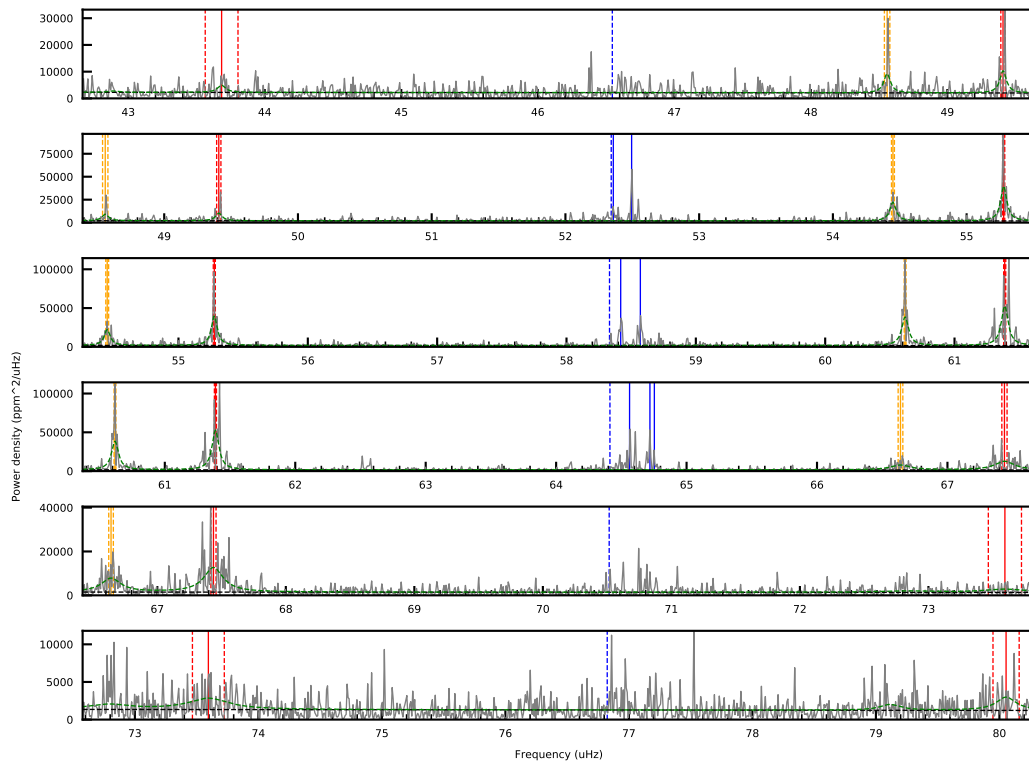 30000
20000
10000
0
43 44 45 46 47 48 49
75000
50000
25000
0
49 50 51 52 53 54 55
100000
50000
0
55 56 57 58 59 60 61
100000
50000
0
61 62 63 64 65 66 67
40000
20000
0
67 68 69 70 71 72 73
10000
5000
0
73 74 75 76 77 78 79 80
Power density (ppm^2/uHz)
Frequency (uHz)